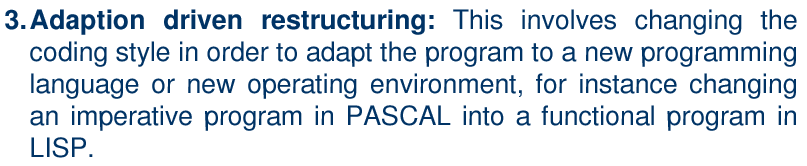 3. Adaption driven restructuring: This involves changing the
coding style in order to adapt the program to a new programming
language or new operating environment, for instance changing
an imperative program in PASCAL into a functional program in
LISP.